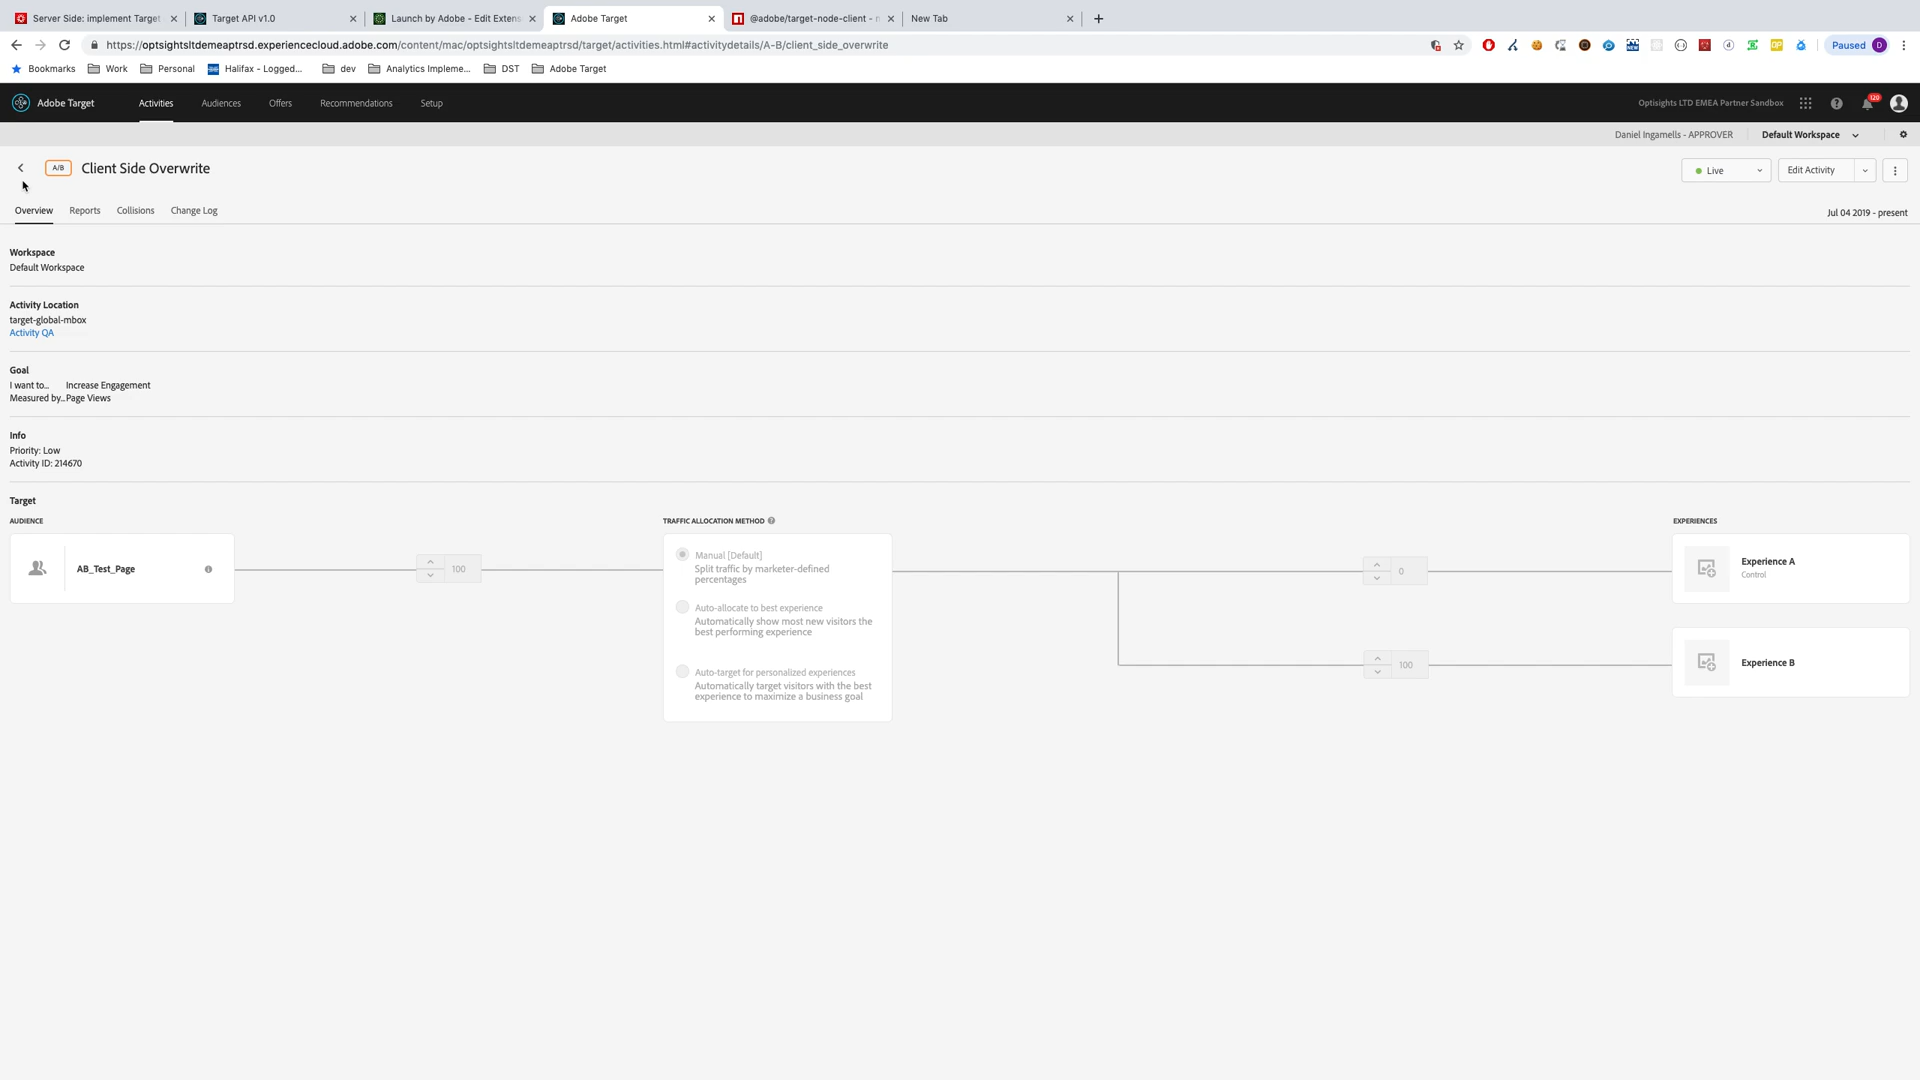 Server Side: implement Target
Target API v1.0
Launch by Adobe - Edit Extens
Adobe Target
@adobe/target-node-client - n
New Tab
https://optsightsltdemeaptrsd.experiencecloud.adobe.com/content/mac/optsightsltdemeaptrsd/target/activities.html#activitydetails/A-B/client_side_overwrite
Paused
D
Bookmarks
Work
Personal
Halifax - Logged...
dev
Analytics Impleme...
DST
Adobe Target
Adobe Target
Activities
Audiences
Offers
Recommendations
Setup
Optisights LTD EMEA Partner Sandbox
120
Daniel Ingamells - APPROVER
Default Workspace
A/B
Client Side Overwrite
Live
Edit Activity
Overview
Reports
Collisions
Change Log
Jul 04 2019 - present
Workspace
Default Workspace
Activity Location
target-global-mbox
Activity QA
Goal
I want to... Increase Engagement
Measured by... Page Views
Info
Priority: Low
Activity ID: 214670
Target
AUDIENCE
TRAFFIC ALLOCATION METHOD
EXPERIENCES
AB_Test_Page
100
Manual [Default]
Split traffic by marketer-defined
percentages
Auto-allocate to best experience
Automatically show most new visitors the
best performing experience
Auto-target for personalized experiences
Automatically target visitors with the best
experience to maximize a business goal
0
Experience A
Control
100
Experience B